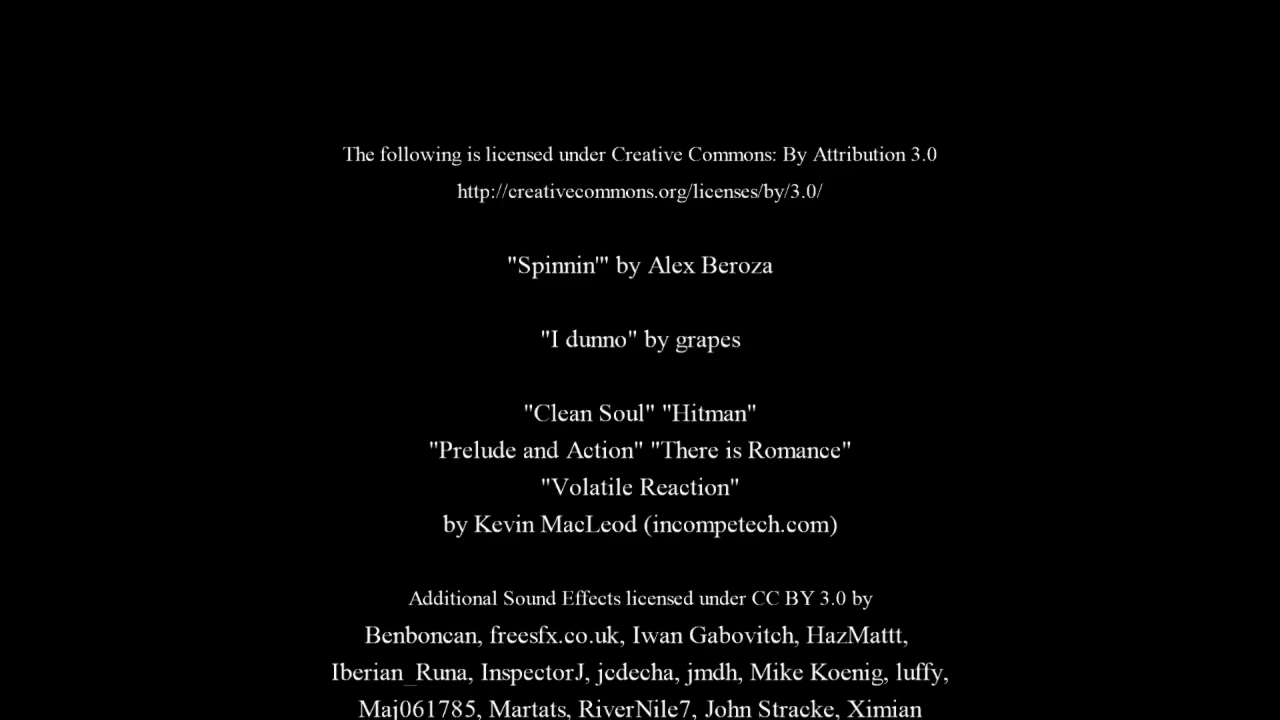 The following is licensed under Creative Commons: By Attribution 3.0
http://creativecommons.org/licenses/by/3.0/
"Spinnin'" by Alex Beroza
"I dunno" by grapes
"Clean Soul" "Hitman"
"Prelude and Action" "There is Romance"
"Volatile Reaction"
by Kevin MacLeod (incompetech.com)
Additional Sound Effects licensed under CC BY 3.0 by
Benboncan, freesfx.co.uk, Iwan Gabovitch, HazMattt,
Iberian_Runa, InspectorJ, jcdecha, jmdh, Mike Koenig, luffy,
Maj061785, Martats, RiverNile7, John Stracke, Ximian